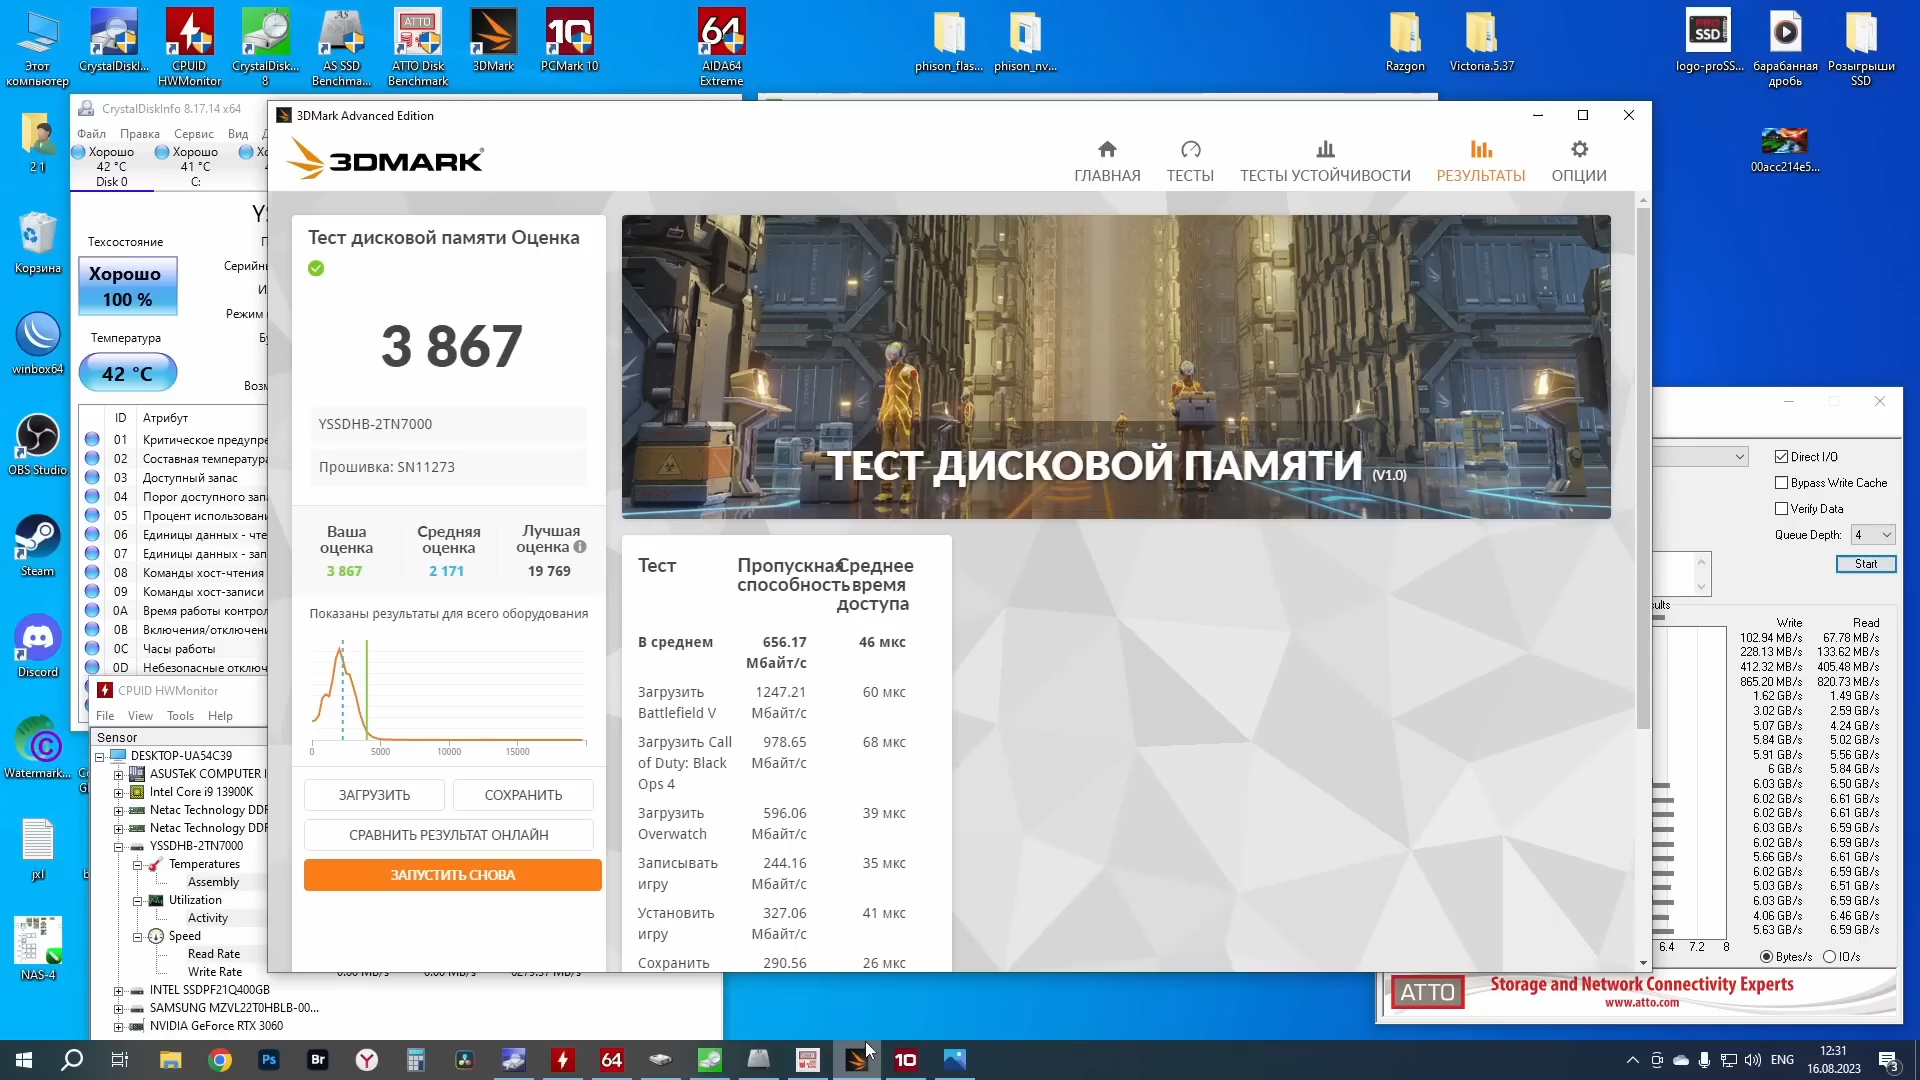 Этот
компьютер
CrystalDiskI...
CPUID
HWMonitor
CrystalDisk...
8
AS SSD
Benchma...
ATTO Disk
Benchmark
3DMark
PCMark 10
AIDA64
Extreme
phison_flas...
phison_nv...
Razgon
Victoria.5.37
logo-proSS...
барабанная
дробь
Розыгрыши
SSD
00acc214e5...
2 1
Корзина
winbox64
OBS Studio
Steam
Discord
Watermark...
jxl
NAS-4
CrystalDiskInfo 8.17.14 x64
Файл Правка Сервис Вид
Хорошо
42 °C
Disk 0
Хорошо
41 °C
C:
Техсостояние
Хорошо
100 %
Температура
42 °C
Серийны
Режим
ID Атрибут
01 Критическое предупре
02 Составная температура
03 Доступный запас
04 Порог доступного запа
05 Процент использовани
06 Единицы данных - чте
07 Единицы данных - зап
08 Команды хост-чтения
09 Команды хост-записи
0A Время работы контрол
0B Включения/отключени
0C Часы работы
0D Небезопасные отключ
CPUID HWMonitor
File View Tools Help
Sensor
DESKTOP-UA54C39
ASUSTeK COMPUTER I
Intel Core i9 13900K
Netac Technology DDR
Netac Technology DDR
YSSDHB-2TN7000
Temperatures
Assembly
Utilization
Activity
Speed
Read Rate
Write Rate
INTEL SSDPF21Q400GB
SAMSUNG MZVL22T0HBLB-00...
NVIDIA GeForce RTX 3060
3DMark Advanced Edition
3DMARK
ГЛАВНАЯ
ТЕСТЫ
ТЕСТЫ УСТОЙЧИВОСТИ
РЕЗУЛЬТАТЫ
ОПЦИИ
Тест дисковой памяти Оценка
3 867
YSSDHB-2TN7000
Прошивка: SN11273
Ваша
оценка
3 867
Средняя
оценка
2 171
Лучшая
оценка
19 769
Показаны результаты для всего оборудования
0 5000 10000 15000
ЗАГРУЗИТЬ
СОХРАНИТЬ
СРАВНИТЬ РЕЗУЛЬТАТ ОНЛАЙН
ЗАПУСТИТЬ СНОВА
ТЕСТ ДИСКОВОЙ ПАМЯТИ (V1.0)
Тест
Пропускная
способность
Среднее
время
доступа
В среднем 656.17 46 мкс
Мбайт/с
Загрузить 1247.21 60 мкс
Battlefield V Мбайт/с
Загрузить Call 978.65 68 мкс
of Duty: Black Мбайт/с
Ops 4
Загрузить 596.06 39 мкс
Overwatch Мбайт/с
Записывать 244.16 35 мкс
игру Мбайт/с
Установить 327.06 41 мкс
игру Мбайт/с
Сохранить 290.56 26 мкс
Direct I/O
Bypass Write Cache
Verify Data
Queue Depth: 4
Start
Write Read
102.94 MB/s 67.78 MB/s
228.13 MB/s 133.62 MB/s
412.32 MB/s 405.48 MB/s
865.20 MB/s 820.73 MB/s
1.62 GB/s 1.49 GB/s
3.02 GB/s 2.59 GB/s
5.07 GB/s 4.24 GB/s
5.84 GB/s 5.02 GB/s
5.91 GB/s 5.56 GB/s
6 GB/s 5.84 GB/s
6.03 GB/s 6.50 GB/s
6.02 GB/s 6.61 GB/s
6.02 GB/s 6.61 GB/s
6.03 GB/s 6.59 GB/s
6.02 GB/s 6.59 GB/s
5.66 GB/s 6.61 GB/s
6.02 GB/s 6.59 GB/s
5.03 GB/s 6.51 GB/s
6.03 GB/s 6.59 GB/s
4.06 GB/s 6.46 GB/s
5.63 GB/s 6.59 GB/s
6.4 7.2 8
Bytes/s IO/s
ATTO
Storage and Network Connectivity Experts
www.atto.com
ENG
12:31
16.08.2023
3